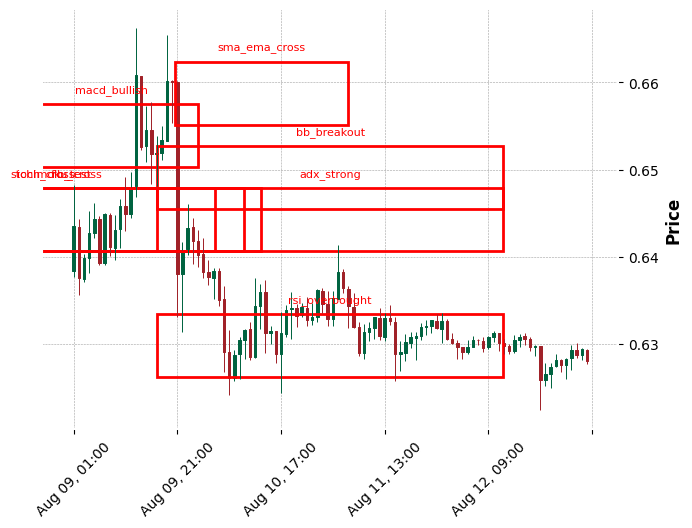 sma_ema_cross
0.66
macd_bullish
bb_breakout
0.65
adx_strong
0.64
rsi_overbought
0.63
Price
Aug 09, 01:00
Aug 09, 21:00
Aug 10, 17:00
Aug 11, 13:00
Aug 12, 09:00